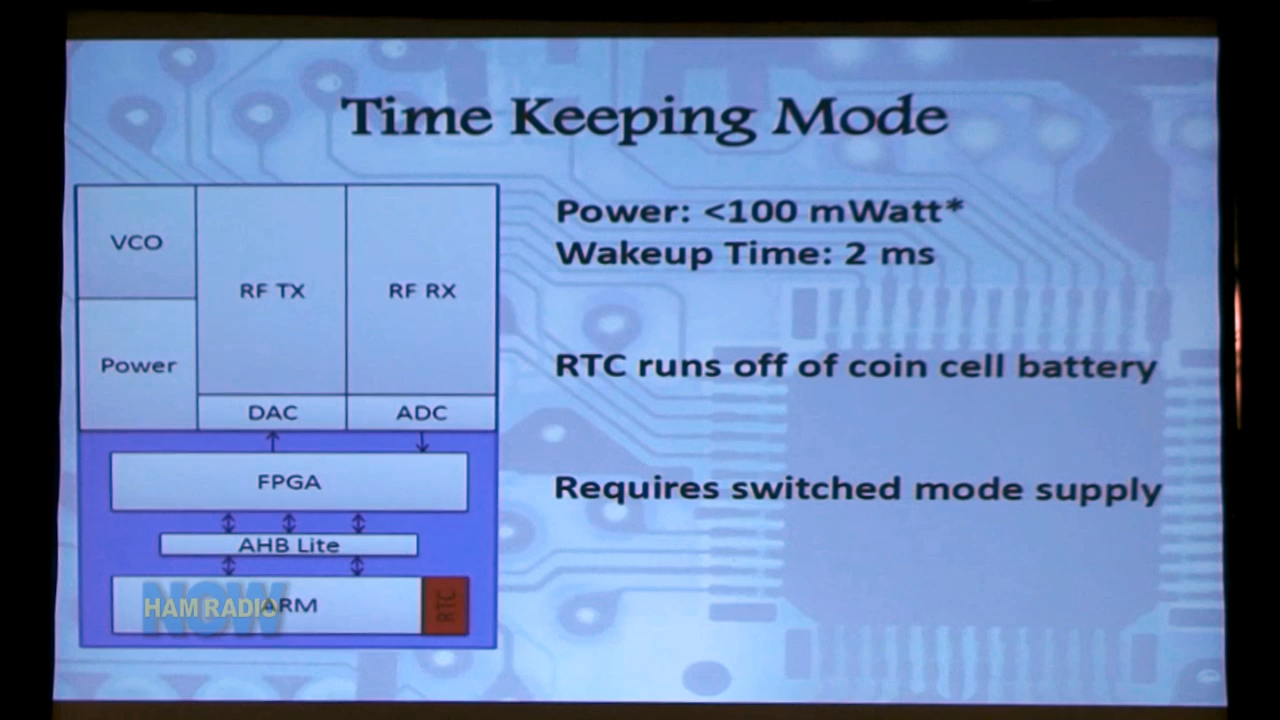 Time Keeping Mode
VCO
RF TX
RF RX
Power
DAC
ADC
FPGA
AHB Lite
ARM
RTC
Power: <100 mWatt*
Wakeup Time: 2 ms
RTC runs off of coin cell battery
Requires switched mode supply
HAM RADIO
NOW